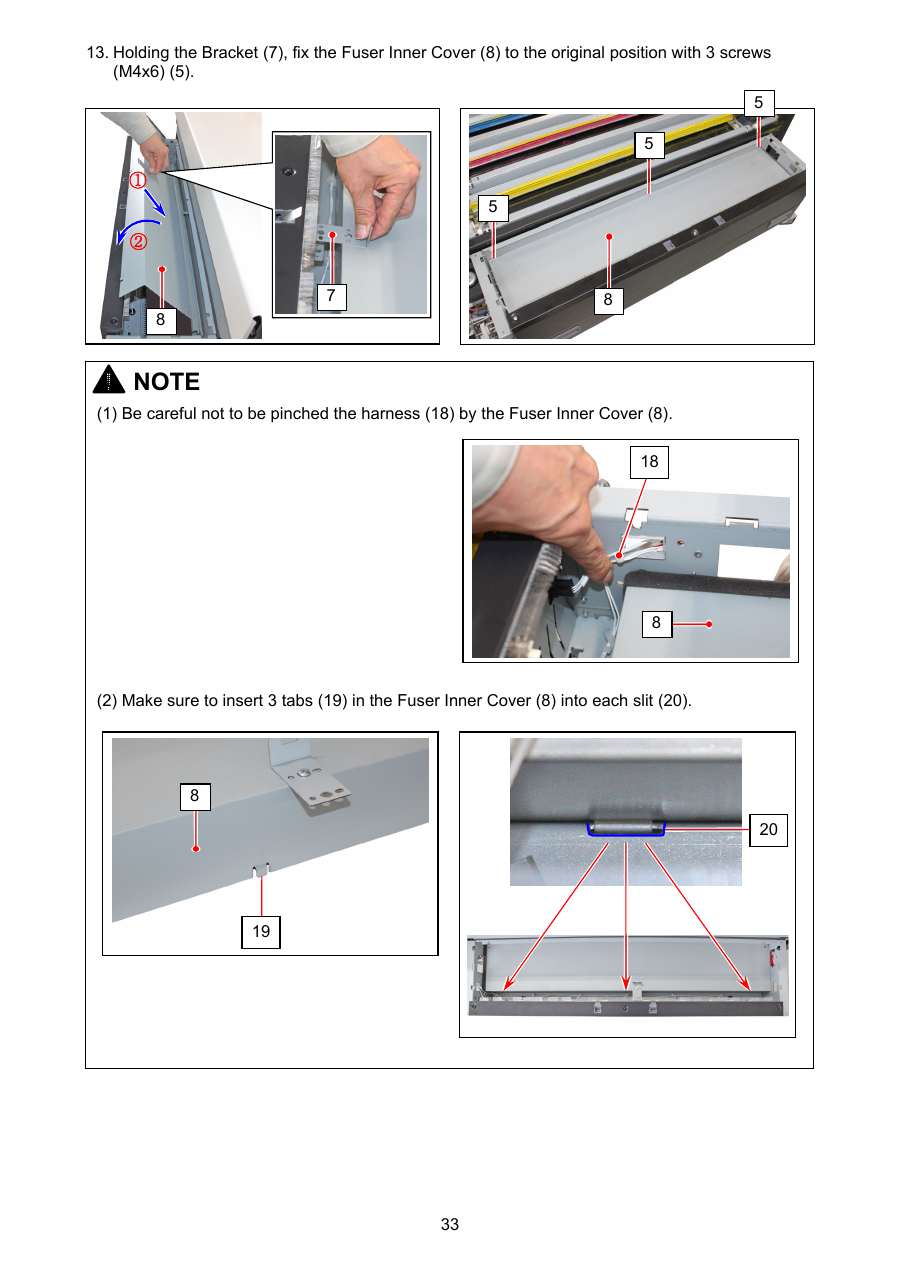 13. Holding the Bracket (7), fix the Fuser Inner Cover (8) to the original position with 3 screws
(M4x6) (5).
5
5
5
①
②
7
8
8
NOTE
(1) Be careful not to be pinched the harness (18) by the Fuser Inner Cover (8).
18
8
(2) Make sure to insert 3 tabs (19) in the Fuser Inner Cover (8) into each slit (20).
8
20
19
33